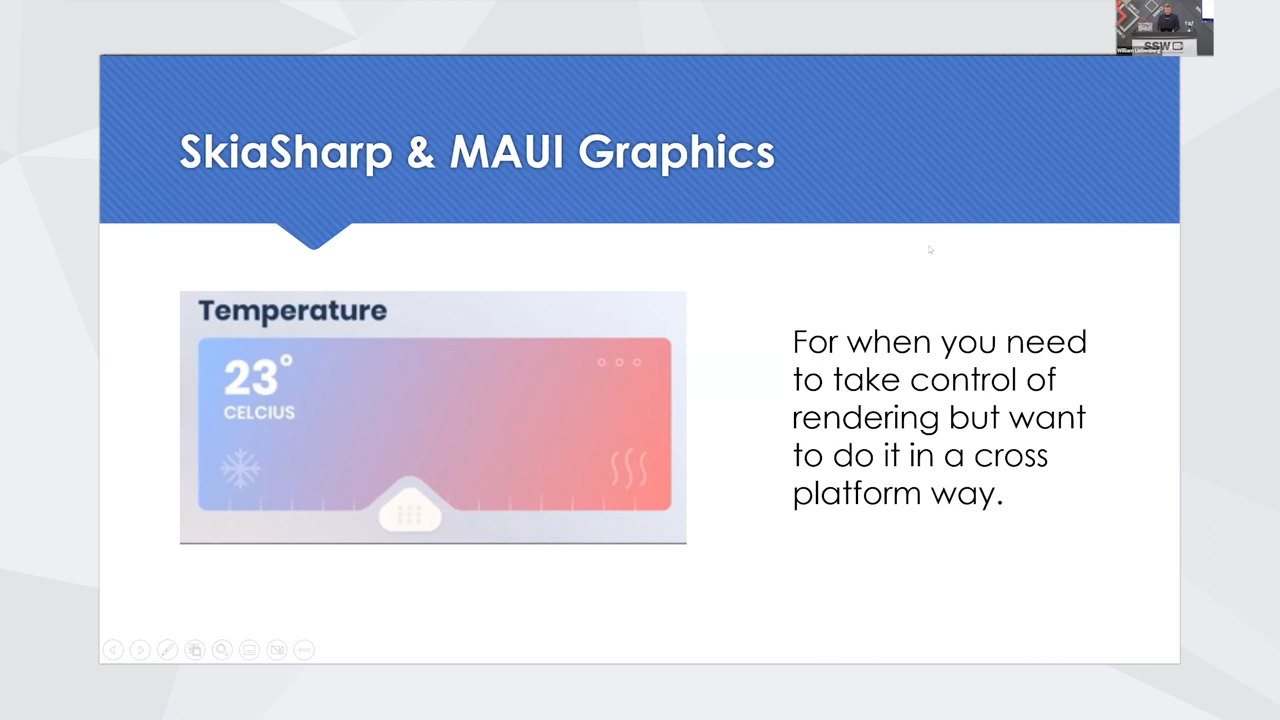 SSW
SkiaSharp & MAUI Graphics
Temperature
23°
CELCIUS
For when you need
to take control of
rendering but want
to do it in a cross
platform way.